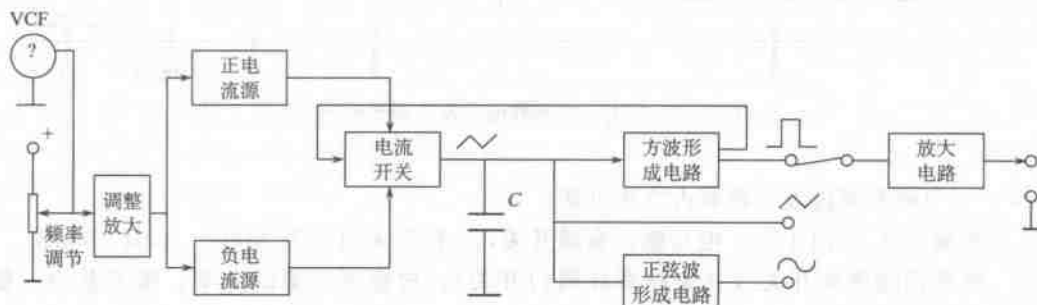 VCF
?
+
频率
调节
调整
放大
正电
流源
负电
流源
电流
开关
C
方波形
成电路
正弦波
形成电路
放大
电路